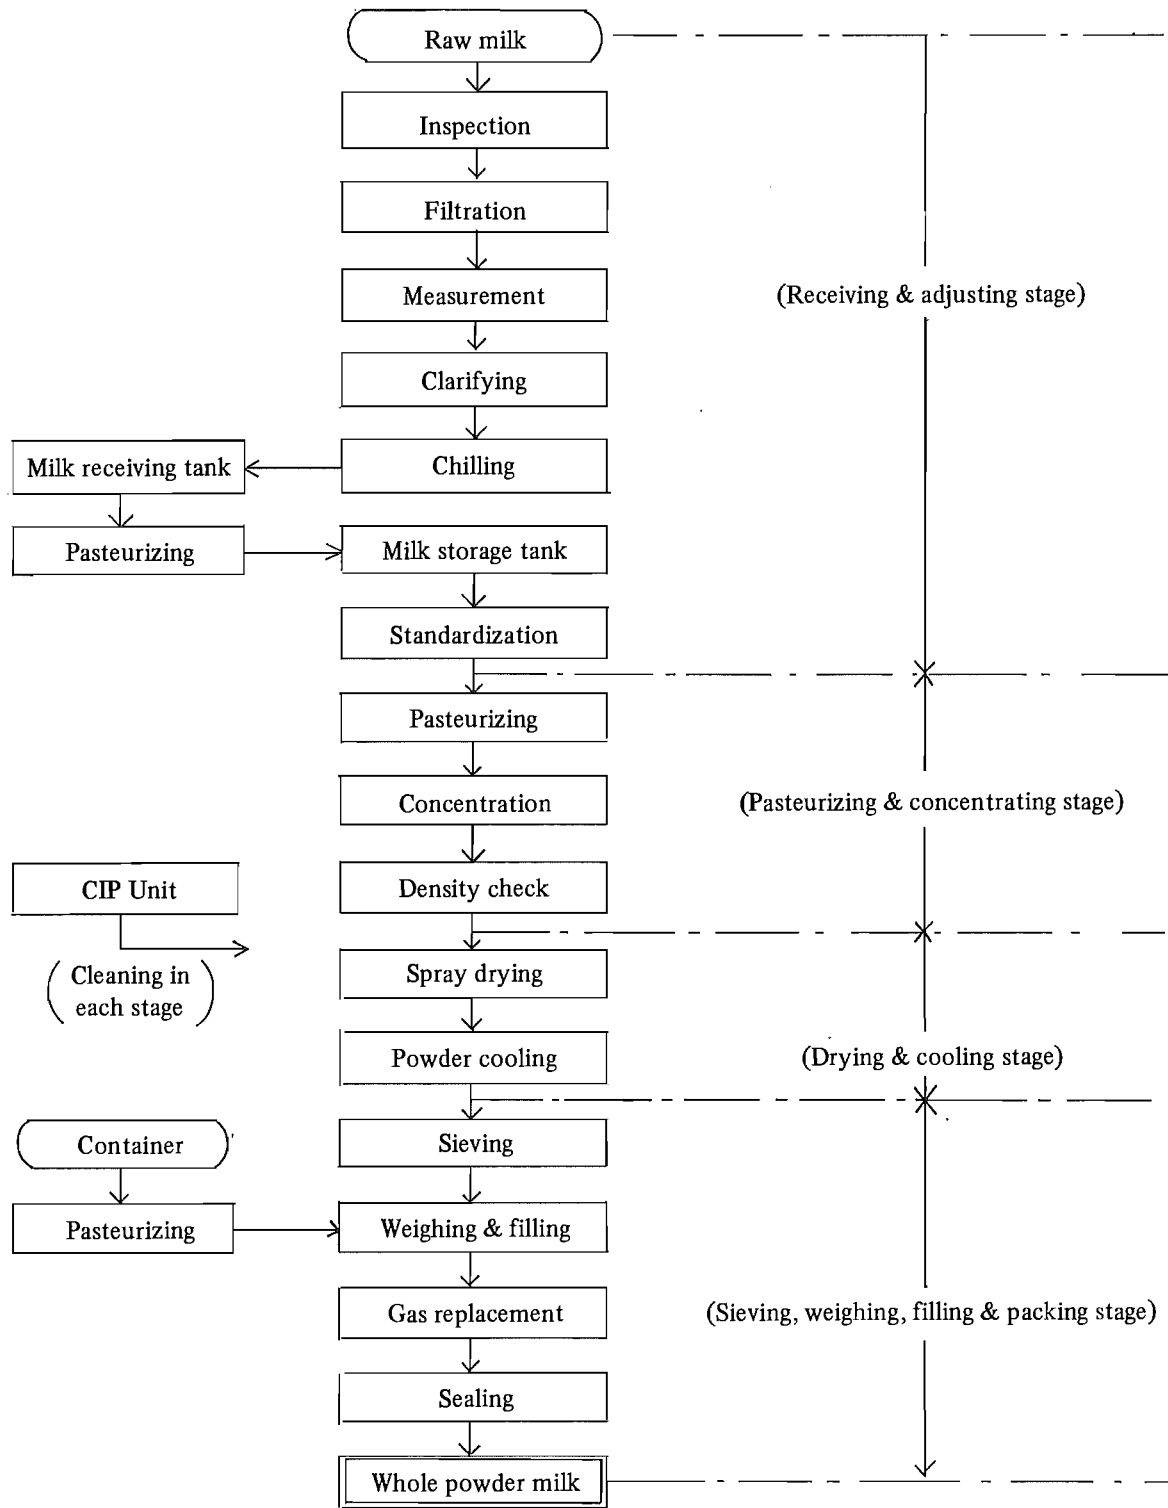 Raw milk
Inspection
Filtration
Measurement
(Receiving & adjusting stage)
Clarifying
Milk receiving tank
Chilling
Pasteurizing
Milk storage tank
Standardization
Pasteurizing
Concentration
(Pasteurizing & concentrating stage)
CIP Unit
Density check
(Cleaning in
each stage)
Spray drying
Powder cooling
(Drying & cooling stage)
Container
Sieving
Pasteurizing
Weighing & filling
Gas replacement
(Sieving, weighing, filling & packing stage)
Sealing
Whole powder milk